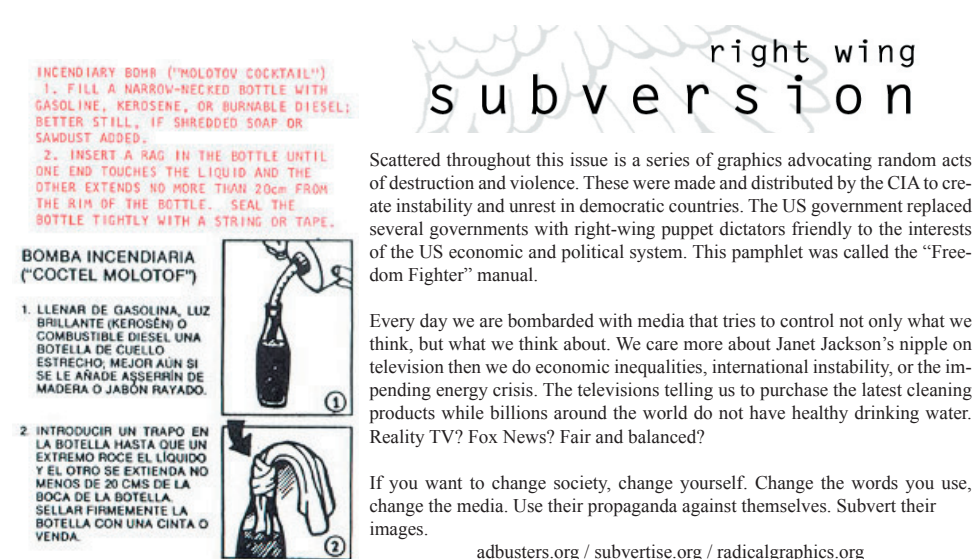 right wing
subversion
INCENDIARY BOMB ("MOLOTOV COCKTAIL")
1. FILL A NARROW-NECKED BOTTLE WITH
GASOLINE, KEROSENE, OR BURNABLE DIESEL;
BETTER STILL, IF SHREDDED SOAP OR
SAWDUST ADDED.
2. INSERT A RAG IN THE BOTTLE UNTIL
ONE END TOUCHES THE LIQUID AND THE
OTHER EXTENDS NO MORE THAN 20cm FROM
THE RIM OF THE BOTTLE. SEAL THE
BOTTLE TIGHTLY WITH A STRING OR TAPE.
BOMBA INCENDIARIA
("COCTEL MOLOTOF")
1. LLENAR DE GASOLINA, LUZ
BRILLANTE (KEROSÉN) O
COMBUSTIBLE DIESEL UNA
BOTELLA DE CUELLO
ESTRECHO; MEJOR AÚN SI
SE LE AÑADE ASSERRÍN DE
MADERA O JABÓN RAYADO.
1
2. INTRODUCIR UN TRAPO EN
LA BOTELLA HASTA QUE UN
EXTREMO ROCE EL LÍQUIDO
Y EL OTRO SE EXTIENDA NO
MENOS DE 20 CMS DE LA
BOCA DE LA BOTELLA.
SELLAR FIRMEMENTE LA
BOTELLA CON UNA CINTA O
VENDA.
2
Scattered throughout this issue is a series of graphics advocating random acts
of destruction and violence. These were made and distributed by the CIA to cre-
ate instability and unrest in democratic countries. The US government replaced
several governments with right-wing puppet dictators friendly to the interests
of the US economic and political system. This pamphlet was called the “Free-
dom Fighter” manual.
Every day we are bombarded with media that tries to control not only what we
think, but what we think about. We care more about Janet Jackson’s nipple on
television then we do economic inequalities, international instability, or the im-
pending energy crisis. The televisions telling us to purchase the latest cleaning
products while billions around the world do not have healthy drinking water.
Reality TV? Fox News? Fair and balanced?
If you want to change society, change yourself. Change the words you use,
change the media. Use their propaganda against themselves. Subvert their
images.
adbusters.org / subvertise.org / radicalgraphics.org